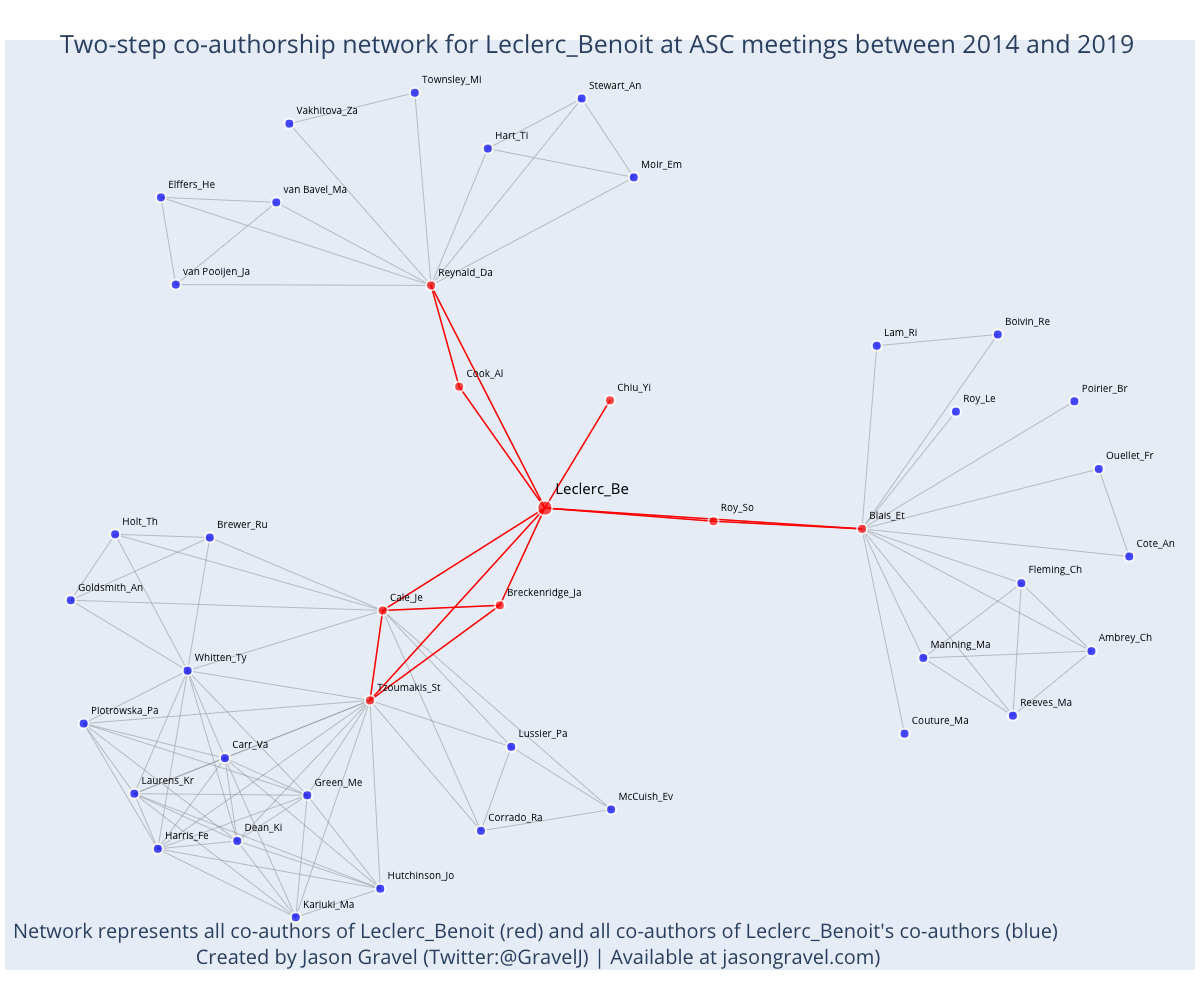 Two-step co-authorship network for Leclerc_Benoit at ASC meetings between 2014 and 2019
Townsley_Mi
Stewart_An
Vakhitova_Za
Hart_Ti
Moir_Em
Elffers_He
van Bavel_Ma
van Pooijen_Ja
Reynald_Da
Boivin_Re
Lam_Ri
Cook_Al
Chiu_Yi
Poirier_Br
Roy_Le
Ouellet_Fr
Leclerc_Be
Roy_So
Blais_Et
Holt_Th
Brewer_Ru
Cote_An
Fleming_Ch
Goldsmith_An
Cale_Je
Breckenridge_Ja
Ambrey_Ch
Manning_Ma
Whitten_Ty
Tzoumakis_St
Reeves_Ma
Piotrowska_Pa
Couture_Ma
Lussier_Pa
Carr_Va
Laurens_Kr
Green_Me
McCuish_Ev
Corrado_Ra
Harris_Fe
Dean_Ki
Hutchinson_Jo
Kariuki_Ma
Network represents all co-authors of Leclerc_Benoit (red) and all co-authors of Leclerc_Benoit's co-authors (blue)
Created by Jason Gravel (Twitter:@GravelJ) | Available at jasongravel.com)